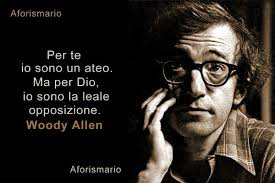 Aforismario
Per te
io sono un ateo.
Ma per Dio,
io sono la leale
opposizione.
Woody Allen
Aforismario